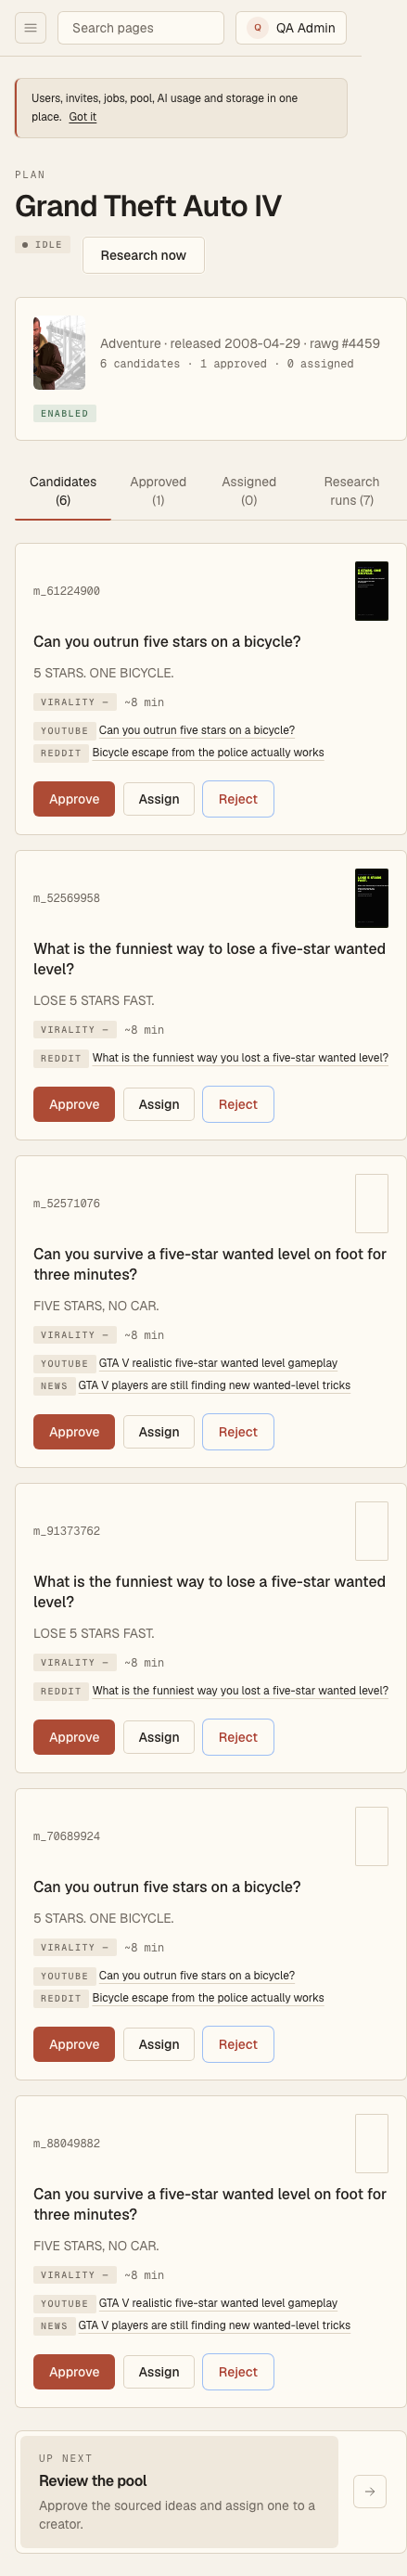 Search pages
Q QA Admin
Users, invites, jobs, pool, AI usage and storage in one
place. Got it
PLAN
Grand Theft Auto IV
IDLE
Research now
Adventure · released 2008-04-29 · rawg #4459
6 candidates · 1 approved · 0 assigned
ENABLED
Candidates
(6)
Approved
(1)
Assigned
(0)
Research
runs (7)
m_61224900
Can you outrun five stars on a bicycle?
5 STARS. ONE BICYCLE.
VIRALITY — ~8 min
YOUTUBE Can you outrun five stars on a bicycle?
REDDIT Bicycle escape from the police actually works
Approve Assign Reject
m_52569958
What is the funniest way to lose a five-star wanted
level?
LOSE 5 STARS FAST.
VIRALITY — ~8 min
REDDIT What is the funniest way you lost a five-star wanted level?
Approve Assign Reject
m_52571076
Can you survive a five-star wanted level on foot for
three minutes?
FIVE STARS, NO CAR.
VIRALITY — ~8 min
YOUTUBE GTA V realistic five-star wanted level gameplay
NEWS GTA V players are still finding new wanted-level tricks
Approve Assign Reject
m_91373762
What is the funniest way to lose a five-star wanted
level?
LOSE 5 STARS FAST.
VIRALITY — ~8 min
REDDIT What is the funniest way you lost a five-star wanted level?
Approve Assign Reject
m_70689924
Can you outrun five stars on a bicycle?
5 STARS. ONE BICYCLE.
VIRALITY — ~8 min
YOUTUBE Can you outrun five stars on a bicycle?
REDDIT Bicycle escape from the police actually works
Approve Assign Reject
m_88049882
Can you survive a five-star wanted level on foot for
three minutes?
FIVE STARS, NO CAR.
VIRALITY — ~8 min
YOUTUBE GTA V realistic five-star wanted level gameplay
NEWS GTA V players are still finding new wanted-level tricks
Approve Assign Reject
UP NEXT
Review the pool
Approve the sourced ideas and assign one to a
creator.